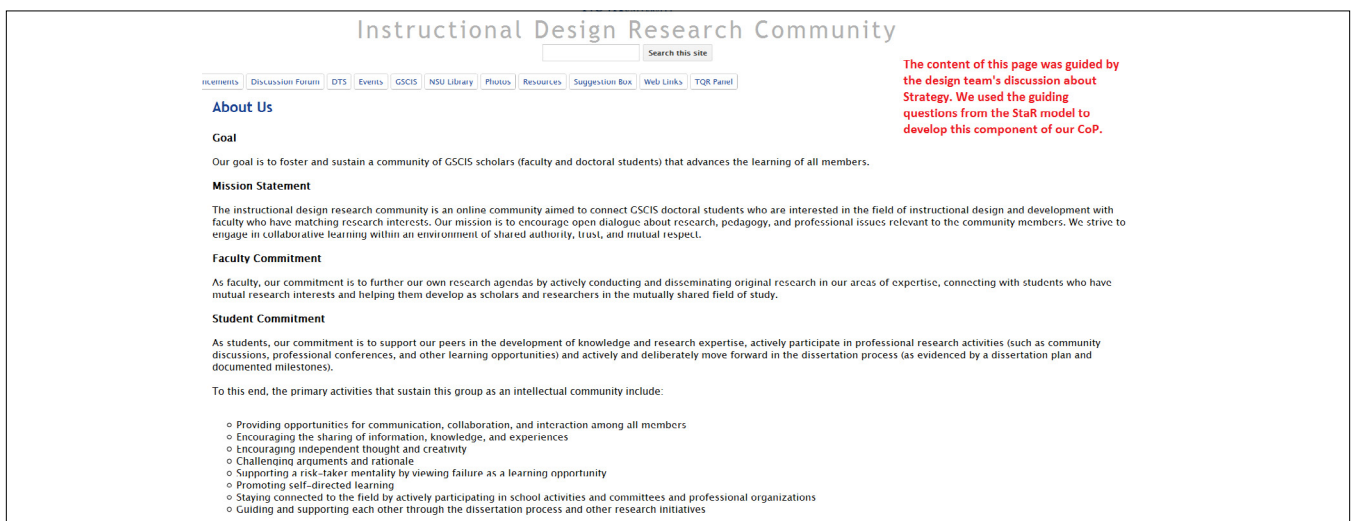 Instructional Design Research Community
Search this site
The content of this page was guided by
the design team's discussion about
Strategy. We used the guiding
questions from the StaR model to
develop this component of our CoP.
ncements Discussion Forum DTS Events GSCIS NSU Library Photos Resources Suggestion Box Web Links TQR Panel
About Us
Goal
Our goal is to foster and sustain a community of GSCIS scholars (faculty and doctoral students) that advances the learning of all members.
Mission Statement
The instructional design research community is an online community aimed to connect GSCIS doctoral students who are interested in the field of instructional design and development with
faculty who have matching research interests. Our mission is to encourage open dialogue about research, pedagogy, and professional issues relevant to the community members. We strive to
engage in collaborative learning within an environment of shared authority, trust, and mutual respect.
Faculty Commitment
As faculty, our commitment is to further our own research agendas by actively conducting and disseminating original research in our areas of expertise, connecting with students who have
mutual research interests and helping them develop as scholars and researchers in the mutually shared field of study.
Student Commitment
As students, our commitment is to support our peers in the development of knowledge and research expertise, actively participate in professional research activities (such as community
discussions, professional conferences, and other learning opportunities) and actively and deliberately move forward in the dissertation process (as evidenced by a dissertation plan and
documented milestones).
To this end, the primary activities that sustain this group as an intellectual community include:
Providing opportunities for communication, collaboration, and interaction among all members
Encouraging the sharing of information, knowledge, and experiences
Encouraging independent thought and creativity
Challenging arguments and rationale
Supporting a risk-taker mentality by viewing failure as a learning opportunity
Promoting self-directed learning
Staying connected to the field by actively participating in school activities and committees and professional organizations
Guiding and supporting each other through the dissertation process and other research initiatives